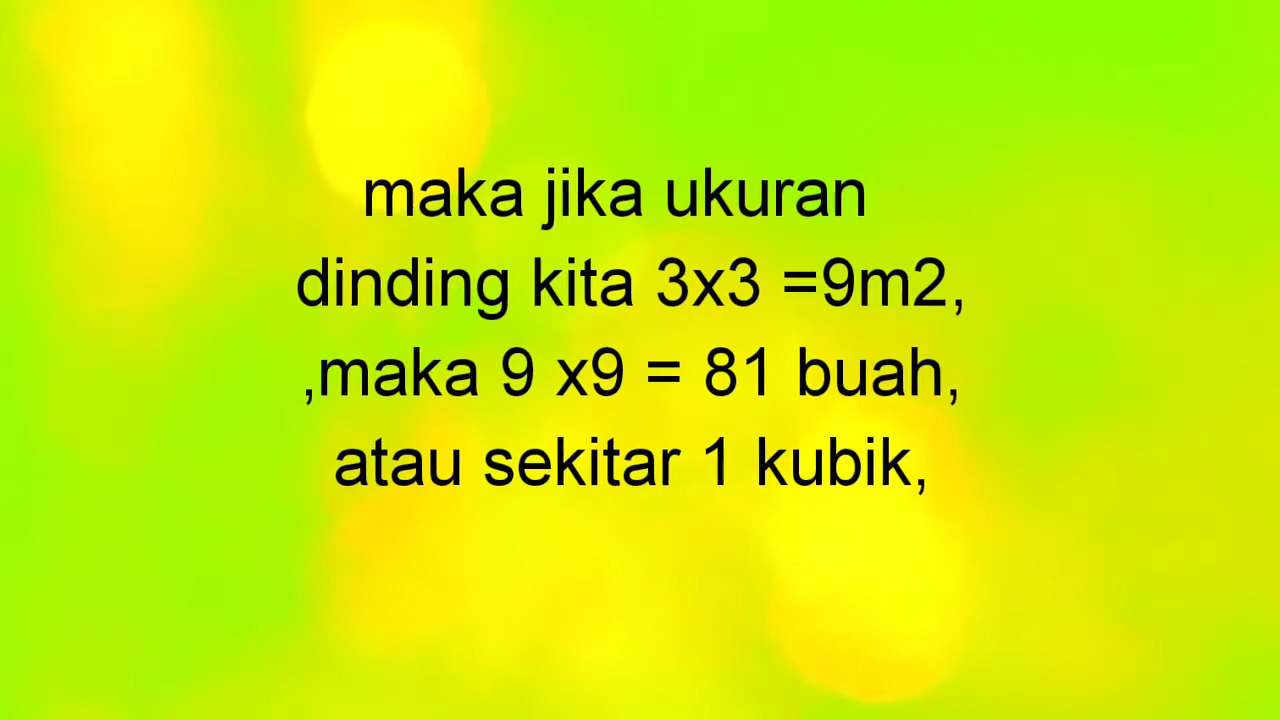 maka jika ukuran
dinding kita 3x3 =9m2,
,maka 9 x9 = 81 buah,
atau sekitar 1 kubik,